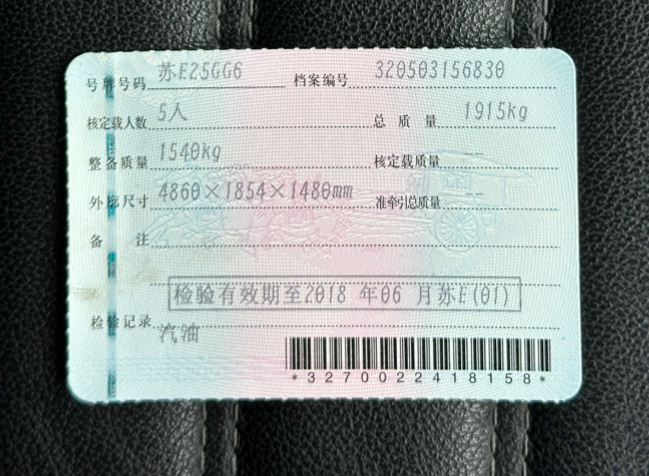 号牌号码 苏E25GG6 档案编号 320503156830
核定载人数 5人 总质量 1915kg
整备质量 1540kg 核定载质量 --
外廓尺寸 4860×1854×1480mm 准牵引总质量 --
备注
检验有效期至2018 年06 月苏E(01)
检验记录
汽油
*3270022418158*